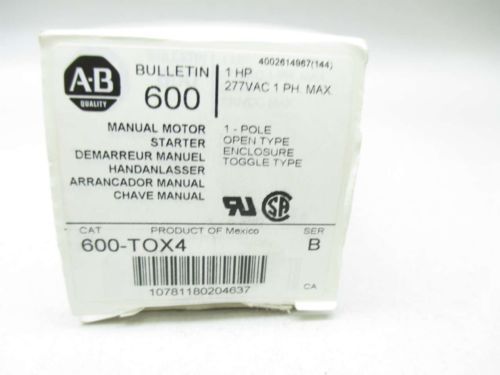 4002614967(144)
A-B
QUALITY
BULLETIN
600
1 HP
277VAC 1 PH. MAX.
MANUAL MOTOR
STARTER
DEMARREUR MANUEL
HANDANLASSER
ARRANCADOR MANUAL
CHAVE MANUAL
1 - POLE
OPEN TYPE
ENCLOSURE
TOGGLE TYPE
CAT
PRODUCT OF Mexico
SER
600-TOX4
B
10781180204637
CA